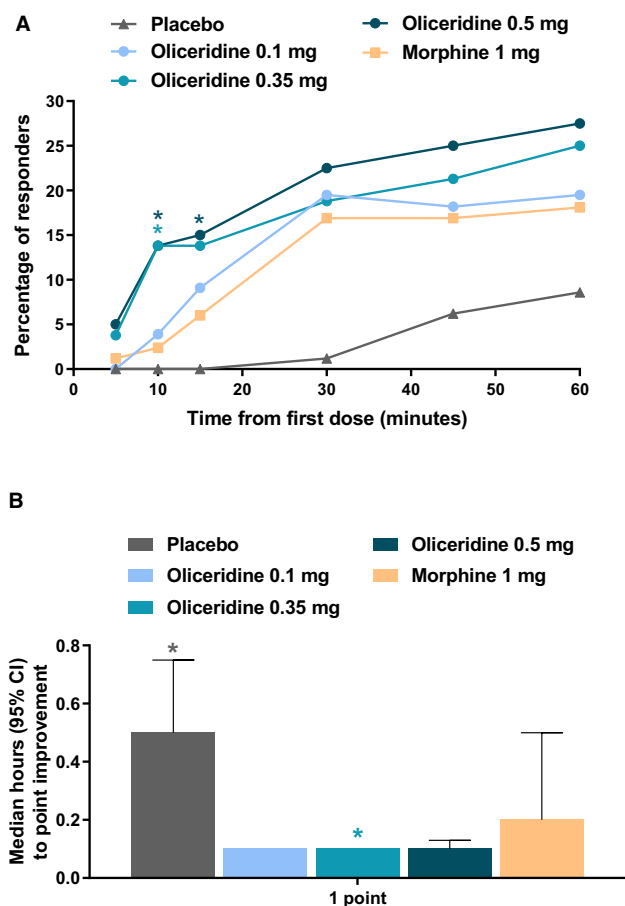 A
Placebo
Oliceridine 0.5 mg
Oliceridine 0.1 mg
Morphine 1 mg
Oliceridine 0.35 mg
Percentage of responders
30
25
20
15
10
5
0
* *
*
0 10 20 30 40 50 60
Time from first dose (minutes)
B
Placebo
Oliceridine 0.5 mg
Oliceridine 0.1 mg
Morphine 1 mg
Oliceridine 0.35 mg
Median hours (95% CI)
to point improvement
0.8
0.6
0.4
0.2
0.0
*
*
1 point